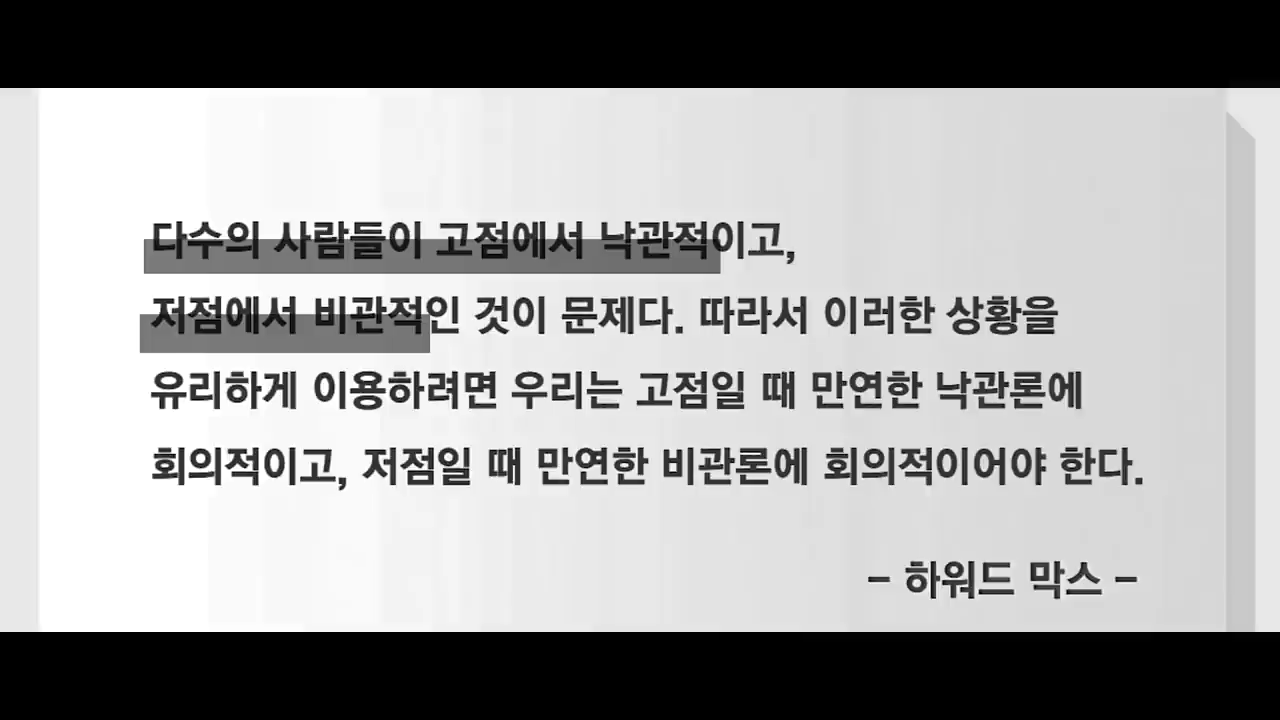 다수의 사람들이 고점에서 낙관적이고,
저점에서 비관적인 것이 문제다. 따라서 이러한 상황을
유리하게 이용하려면 우리는 고점일 때 만연한 낙관론에
회의적이고, 저점일 때 만연한 비관론에 회의적이어야 한다.
- 하워드 막스 -